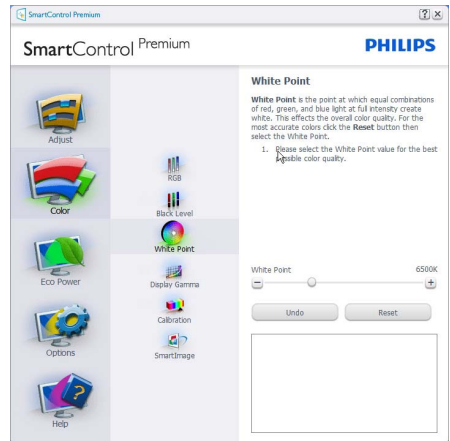 SmartControl Premium
SmartControl Premium
PHILIPS
Adjust
Color
Eco Power
Options
Help
RGB
Black Level
White Point
Display Gamma
Calibration
SmartImage
White Point
White Point is the point at which equal combinations
of red, green, and blue light at full intensity create
white. This effects the overall color quality. For the
most accurate colors click the Reset button then
select the White Point.
1. Please select the White Point value for the best
possible color quality.
White Point 6500K
Undo Reset